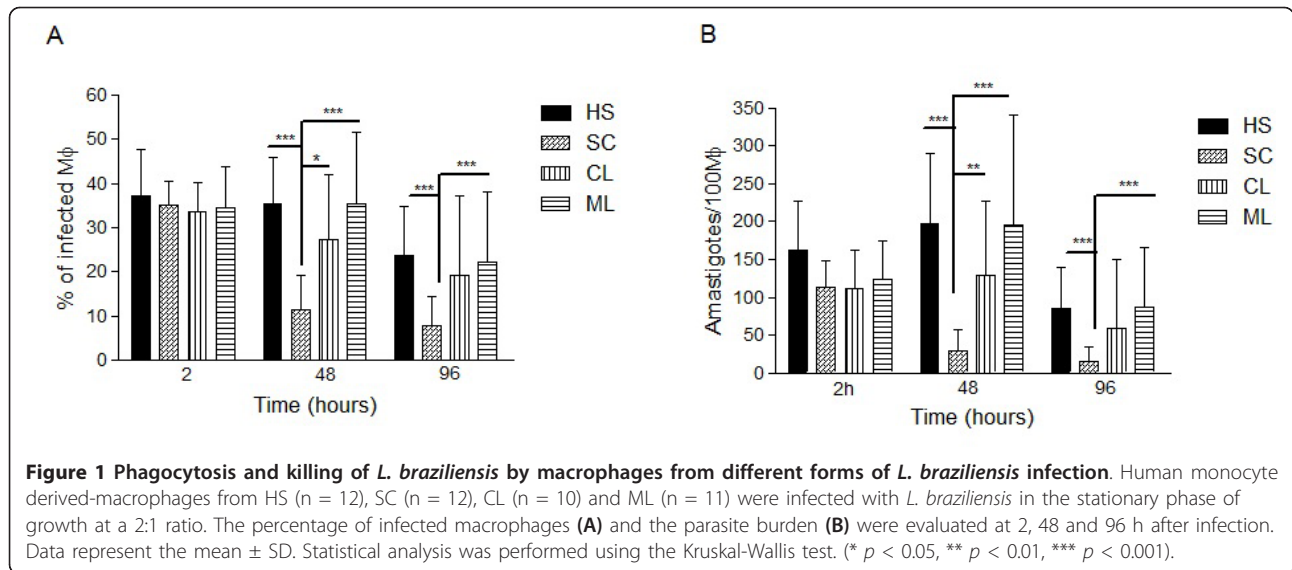 A
60
50
40
30
20
10
0
% of infected Mϕ
***
***
*
***
***
2
48
96
Time (hours)
HS
SC
CL
ML
B
350
300
250
200
150
100
50
0
Amastigotes/100Mϕ
***
***
**
***
***
2h
48
96
Time (hours)
HS
SC
CL
ML
Figure 1 Phagocytosis and killing of L. braziliensis by macrophages from different forms of L. braziliensis infection. Human monocyte
derived-macrophages from HS (n = 12), SC (n = 12), CL (n = 10) and ML (n = 11) were infected with L. braziliensis in the stationary phase of
growth at a 2:1 ratio. The percentage of infected macrophages (A) and the parasite burden (B) were evaluated at 2, 48 and 96 h after infection.
Data represent the mean ± SD. Statistical analysis was performed using the Kruskal-Wallis test. (* p < 0.05, ** p < 0.01, *** p < 0.001).